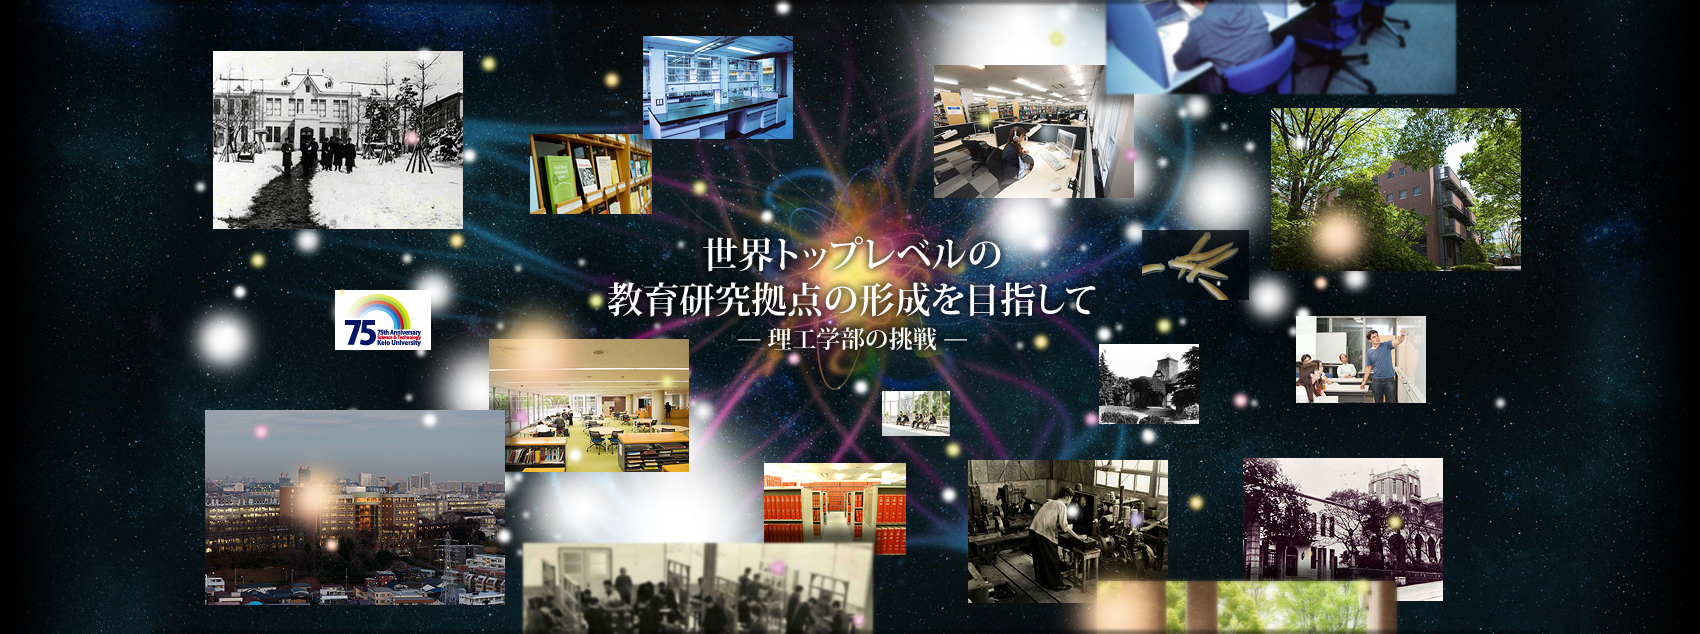 世界トップレベルの
教育研究拠点の形成を目指して
― 理工学部の挑戦 ―
75
75th Anniversary
Science & Technology
Keio University